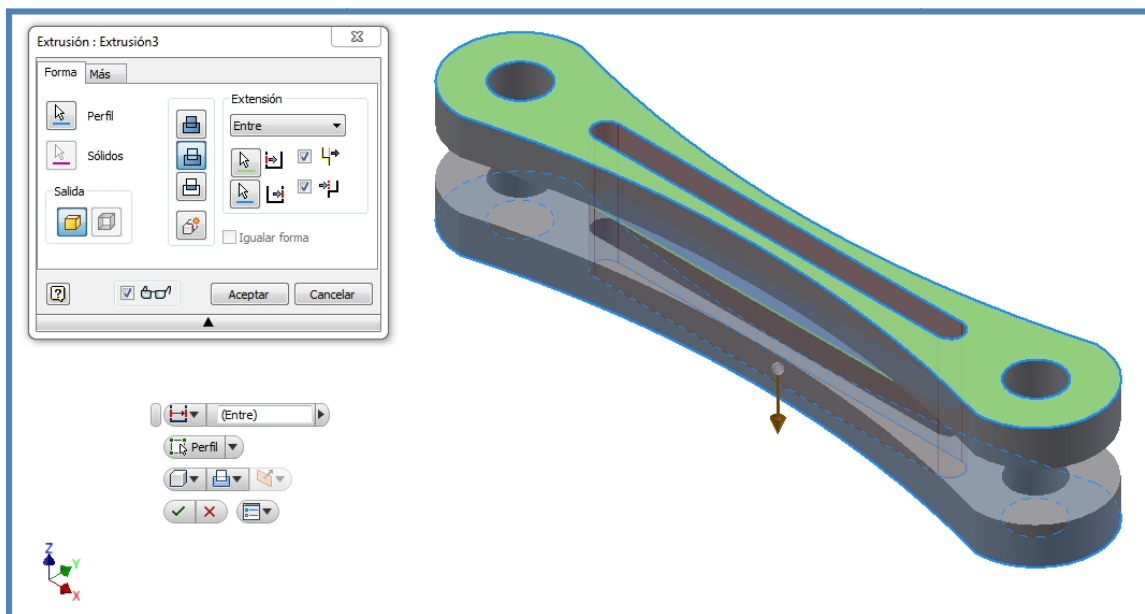 Extrusión : Extrusión3
Forma Más
Extensión
Perfil
Entre
Sólidos
Salida
Igualar forma
Aceptar Cancelar
(Entre)
Perfil
Z
Y
X